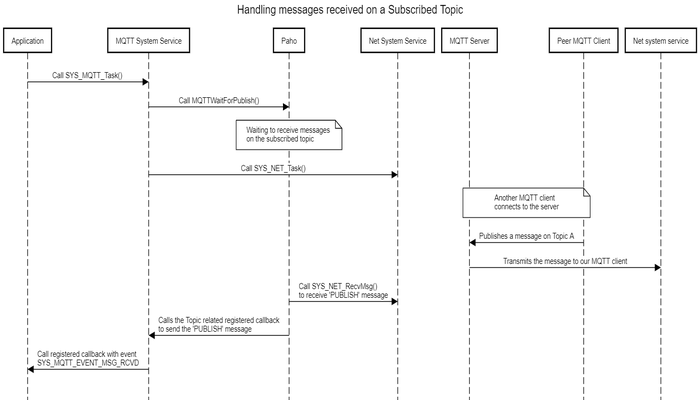 Handling messages received on a Subscribed Topic
Application
MQTT System Service
Paho
Net System Service
MQTT Server
Peer MQTT Client
Net system service
Call SYS_MQTT_Task()
Call MQTTWaitForPublish()
Waiting to receive messages
on the subscribed topic
Call SYS_NET_Task()
Another MQTT client
connects to the server
Publishes a message on Topic A
Transmits the message to our MQTT client
Call SYS_NET_RecvMsg()
to receive 'PUBLISH' message
Calls the Topic related registered callback
to send the 'PUBLISH' message
Call registered callback with event
SYS_MQTT_EVENT_MSG_RCVD